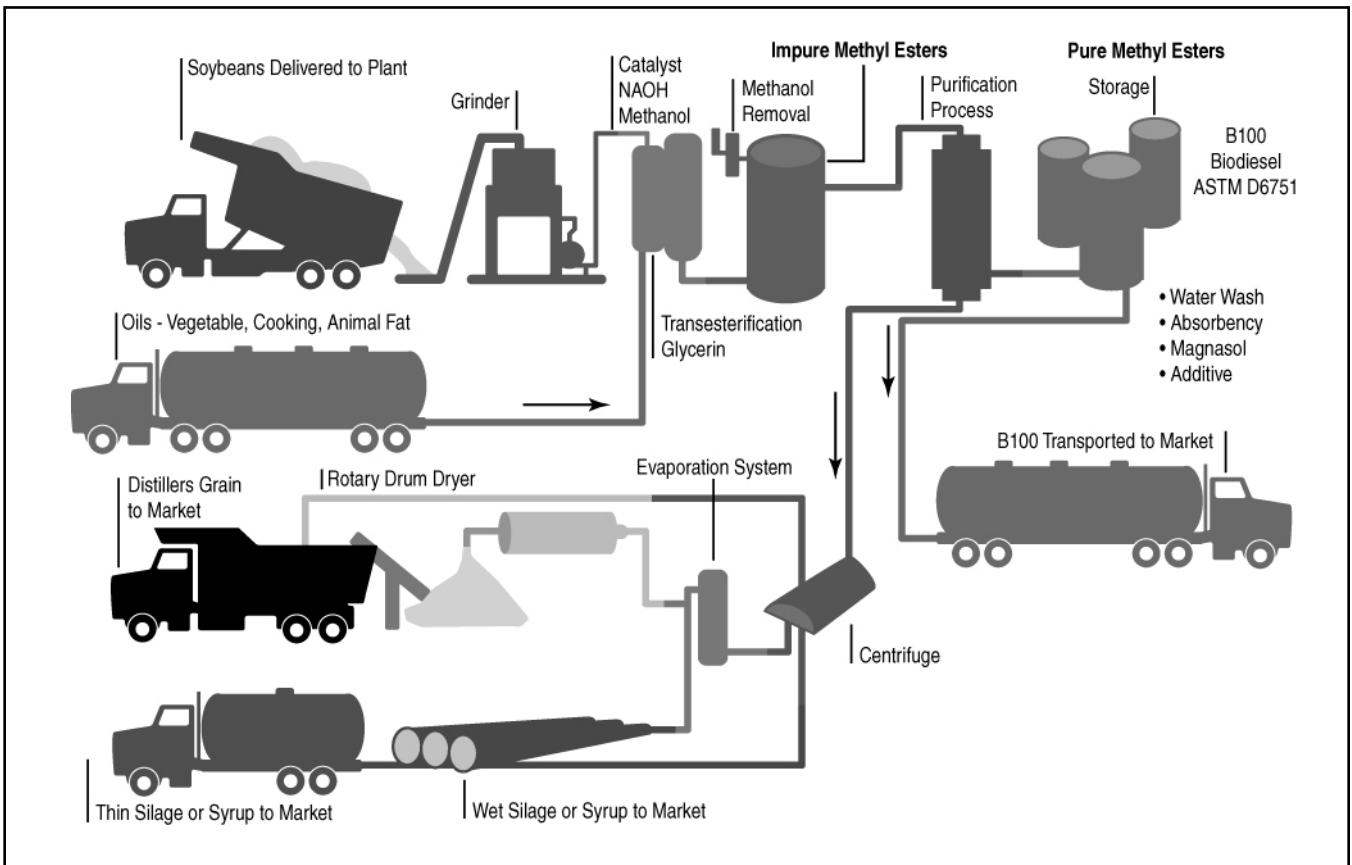 Impure Methyl Esters
Pure Methyl Esters
Soybeans Delivered to Plant
Grinder
Catalyst
NAOH
Methanol
Methanol
Removal
Purification
Process
Storage
B100
Biodiesel
ASTM D6751
Oils - Vegetable, Cooking, Animal Fat
Transesterification
Glycerin
• Water Wash
• Absorbency
• Magnasol
• Additive
B100 Transported to Market
Distillers Grain
to Market
Rotary Drum Dryer
Evaporation System
Centrifuge
Thin Silage or Syrup to Market
Wet Silage or Syrup to Market